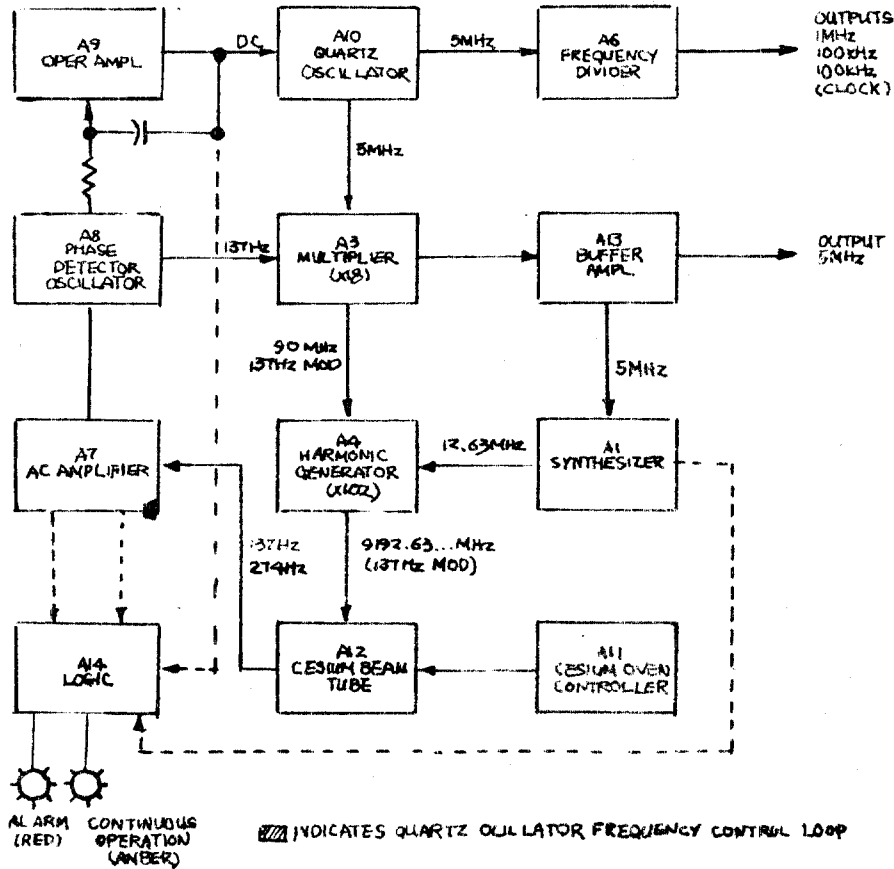 A9
OPER AMPL
DC
A10
QUARTZ
OSCILLATOR
5MHz
A6
FREQUENCY
DIVIDER
OUTPUTS
1MHz
100kHz
100kHz
(CLOCK)
5MHz
A8
PHASE
DETECTOR
OSCILLATOR
137Hz
A3
MULTIPLIER
(X18)
A13
BUFFER
AMPL.
OUTPUT
5MHz
90 MHz
137Hz MOD
5MHz
A7
AC AMPLIFIER
A4
HARMONIC
GENERATOR
(X102)
12.63MHz
A1
SYNTHESIZER
137Hz
274Hz
9192.63...MHz
(137Hz MOD)
A14
LOGIC
A12
CESIUM BEAM
TUBE
A11
CESIUM OVEN
CONTROLLER
ALARM
(RED)
CONTINUOUS
OPERATION
(AMBER)
INDICATES QUARTZ OCILLATOR FREQUENCY CONTROL LOOP